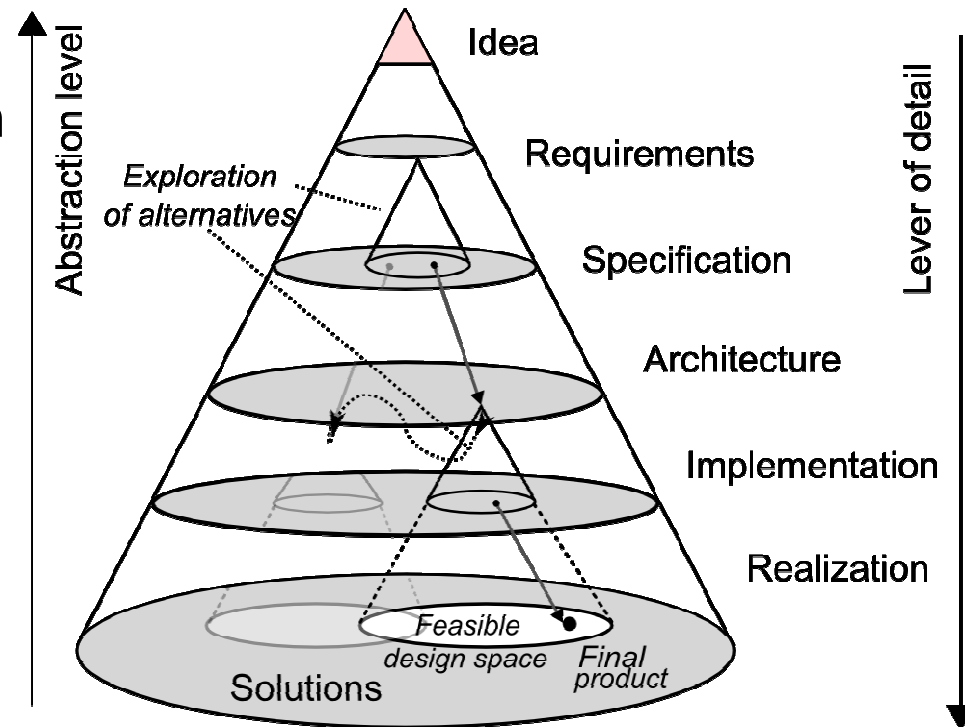 Idea
Abstraction level
Lever of detail
Requirements
Exploration
of alternatives
Specification
Architecture
Implementation
Realization
Feasible
design space
Final
product
Solutions